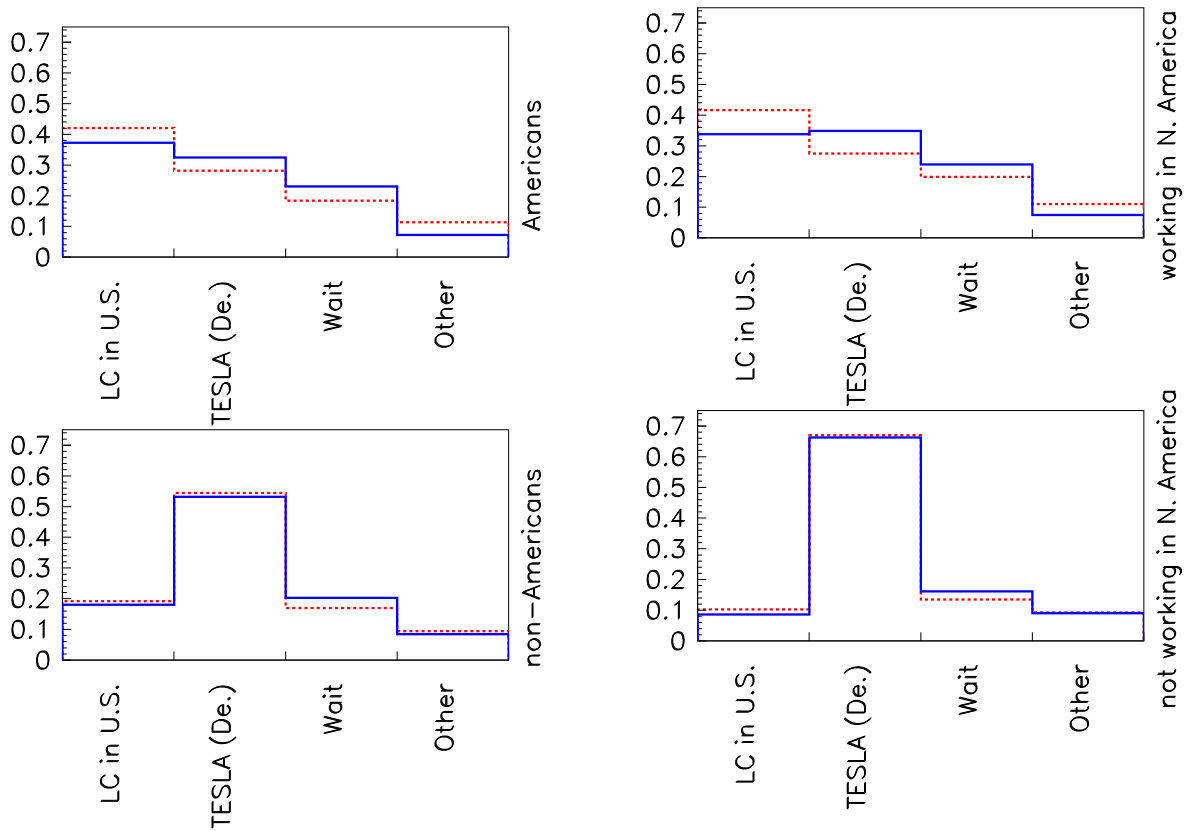 0.7
0.6
0.5
0.4
0.3
0.2
0.1
0
LC in U.S.
TESLA (De.)
Wait
Other
Americans
0.7
0.6
0.5
0.4
0.3
0.2
0.1
0
LC in U.S.
TESLA (De.)
Wait
Other
working in N. America
0.7
0.6
0.5
0.4
0.3
0.2
0.1
0
LC in U.S.
TESLA (De.)
Wait
Other
non-Americans
0.7
0.6
0.5
0.4
0.3
0.2
0.1
0
LC in U.S.
TESLA (De.)
Wait
Other
not working in N. America